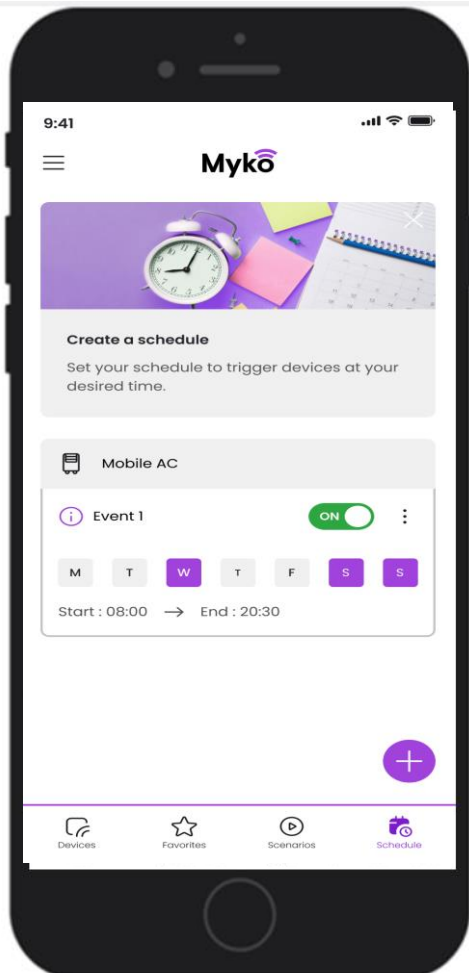 9:41
Myko
Create a schedule
Set your schedule to trigger devices at your
desired time.
Mobile AC
i Event 1 ON
M T W T F S S
Start : 08:00 → End : 20:30
Devices Favorites Scenarios Schedule